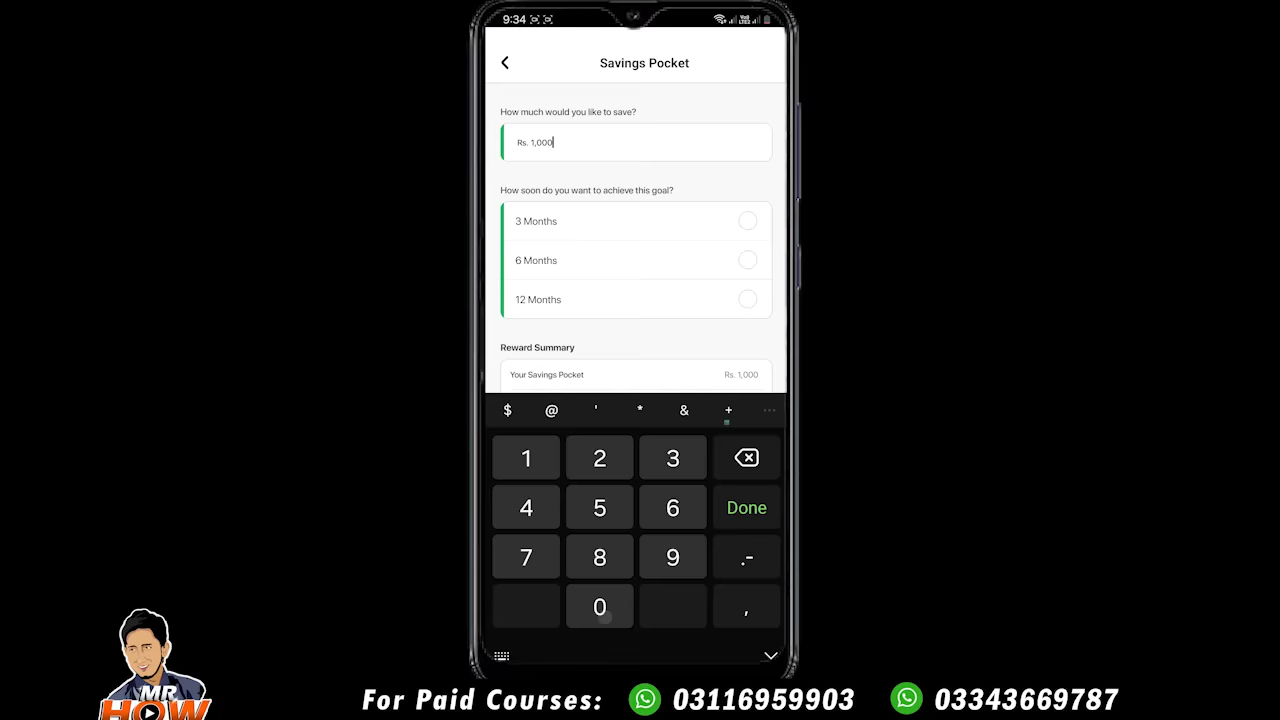 9:34
VoB
LTE2
Savings Pocket
How much would you like to save?
Rs. 1,000
How soon do you want to achieve this goal?
3 Months
6 Months
12 Months
Reward Summary
Your Savings Pocket Rs. 1,000
$ @ ' * & + ...
1 2 3
4 5 6 Done
7 8 9 .-
0 ,
MR
HOW
For Paid Courses: 03116959903 03343669787